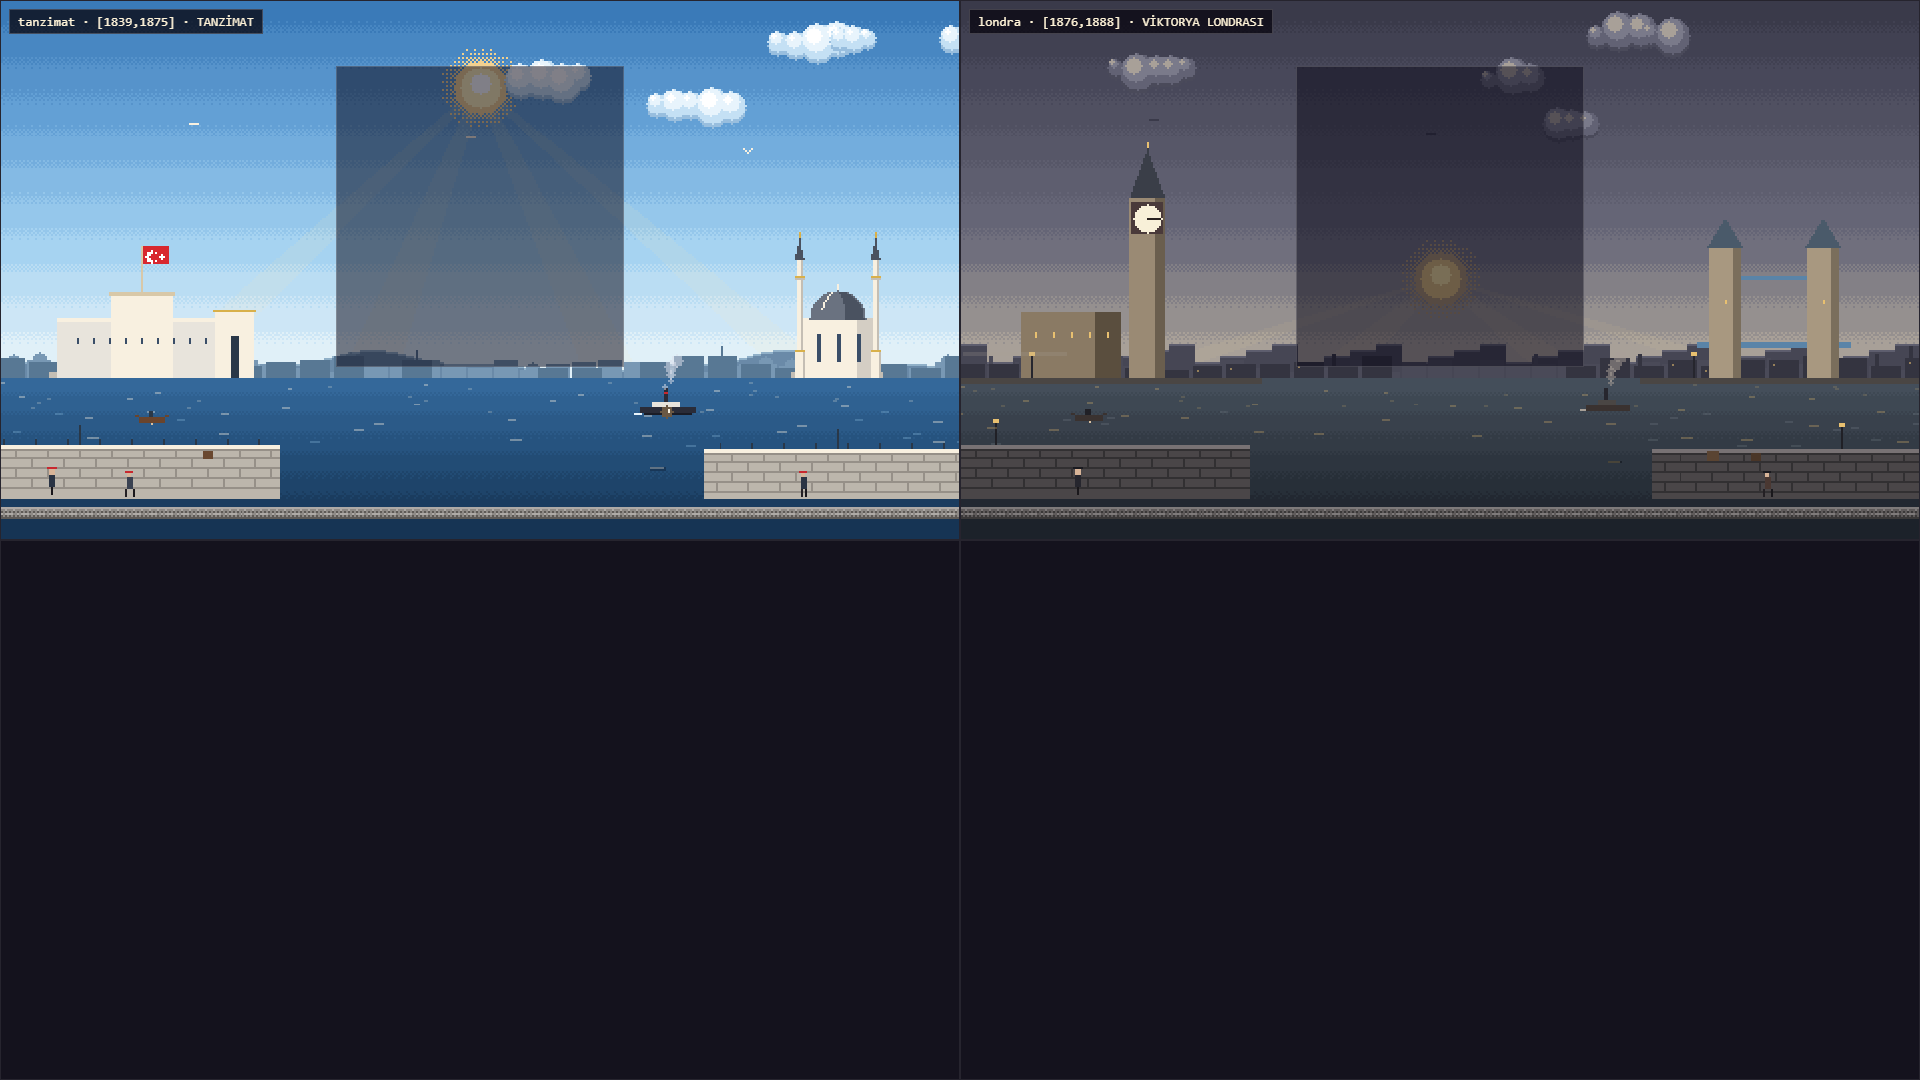 tanzimat · [1839,1875] · TANZİMAT
londra · [1876,1888] · VİKTORYA LONDRASI